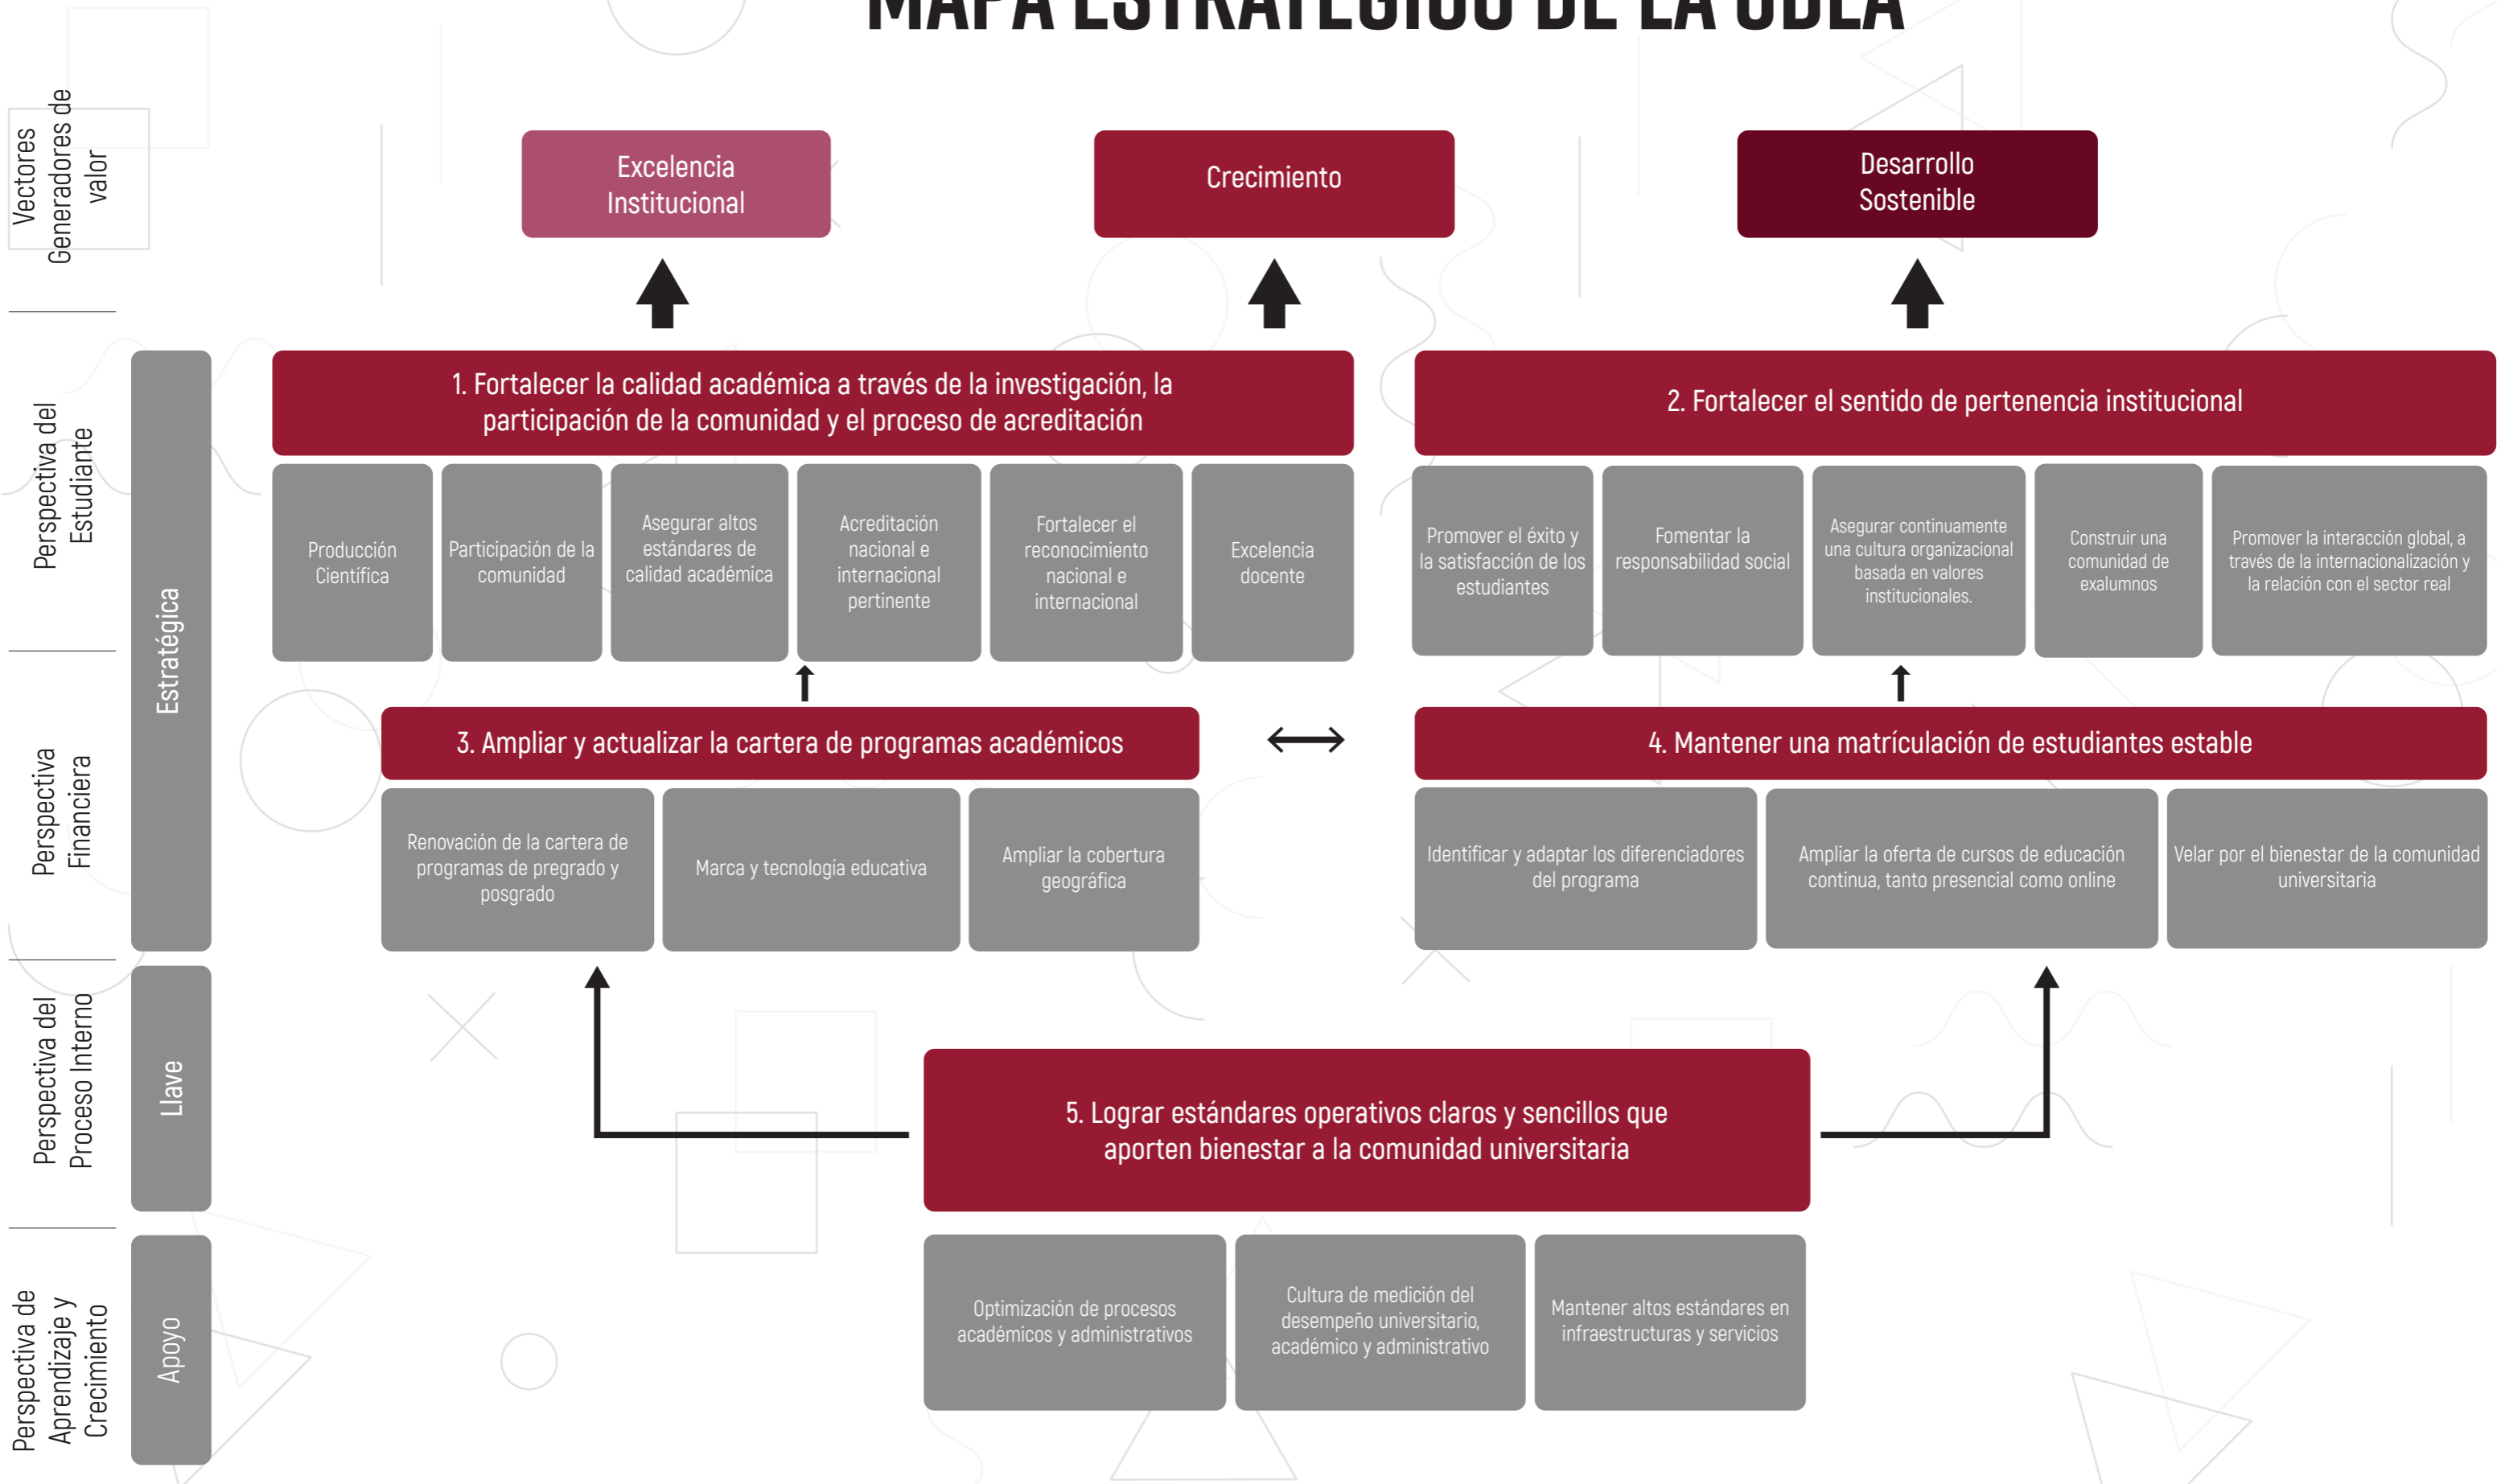 MAPA ESTRATÉGICO DE LA UDLA
Vectores
Generadores de
valor
Excelencia
Institucional
Crecimiento
Desarrollo
Sostenible
Perspectiva del
Estudiante
Estratégica
1. Fortalecer la calidad académica a través de la investigación, la
participación de la comunidad y el proceso de acreditación
2. Fortalecer el sentido de pertenencia institucional
Producción
Científica
Participación de la
comunidad
Asegurar altos
estándares de
calidad académica
Acreditación
nacional e
internacional
pertinente
Fortalecer el
reconocimiento
nacional e
internacional
Excelencia
docente
Promover el éxito y
la satisfacción de los
estudiantes
Fomentar la
responsabilidad social
Asegurar continuamente
una cultura organizacional
basada en valores
institucionales.
Construir una
comunidad de
exalumnos
Promover la interacción global, a
través de la internacionalización y
la relación con el sector real
Perspectiva
Financiera
3. Ampliar y actualizar la cartera de programas académicos
4. Mantener una matrículación de estudiantes estable
Renovación de la cartera de
programas de pregrado y
posgrado
Marca y tecnología educativa
Ampliar la cobertura
geográfica
Identificar y adaptar los diferenciadores
del programa
Ampliar la oferta de cursos de educación
continua, tanto presencial como online
Velar por el bienestar de la comunidad
universitaria
Perspectiva del
Proceso Interno
Llave
5. Lograr estándares operativos claros y sencillos que
aporten bienestar a la comunidad universitaria
Perspectiva de
Aprendizaje y
Crecimiento
Apoyo
Optimización de procesos
académicos y administrativos
Cultura de medición del
desempeño universitario,
académico y administrativo
Mantener altos estándares en
infraestructuras y servicios